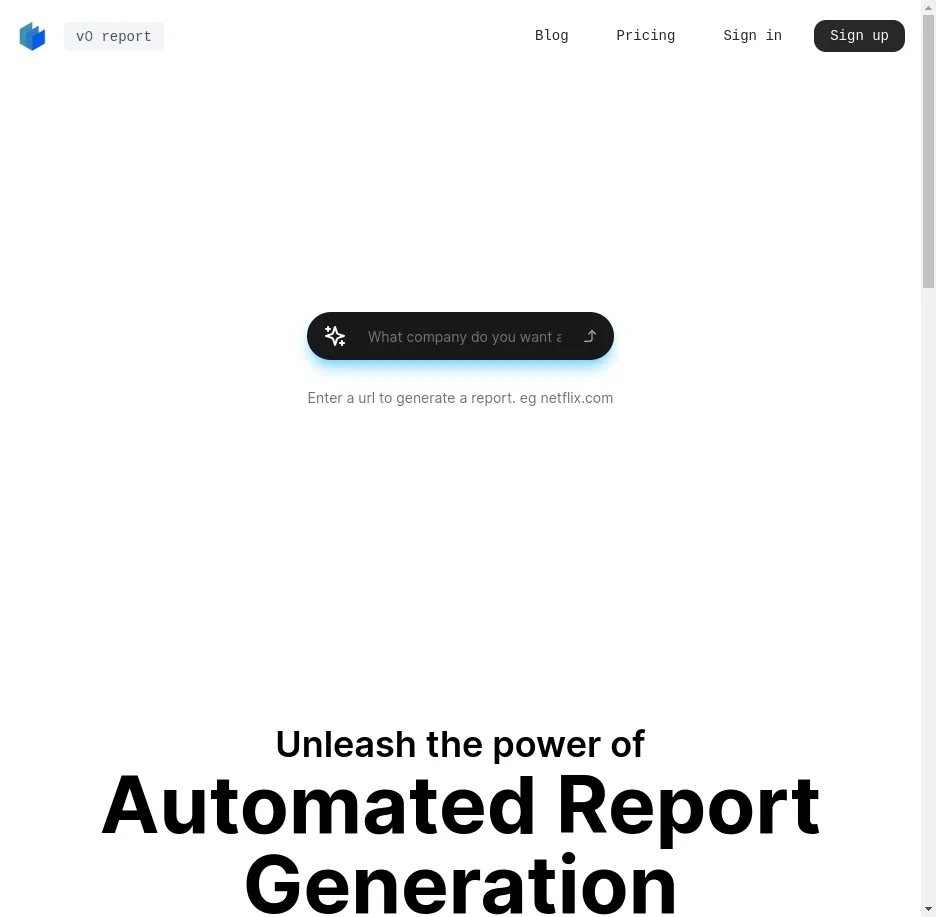 v0 report
Blog
Pricing
Sign in
Sign up
What company do you want a
Enter a url to generate a report. eg netflix.com
Unleash the power of
Automated Report
Generation